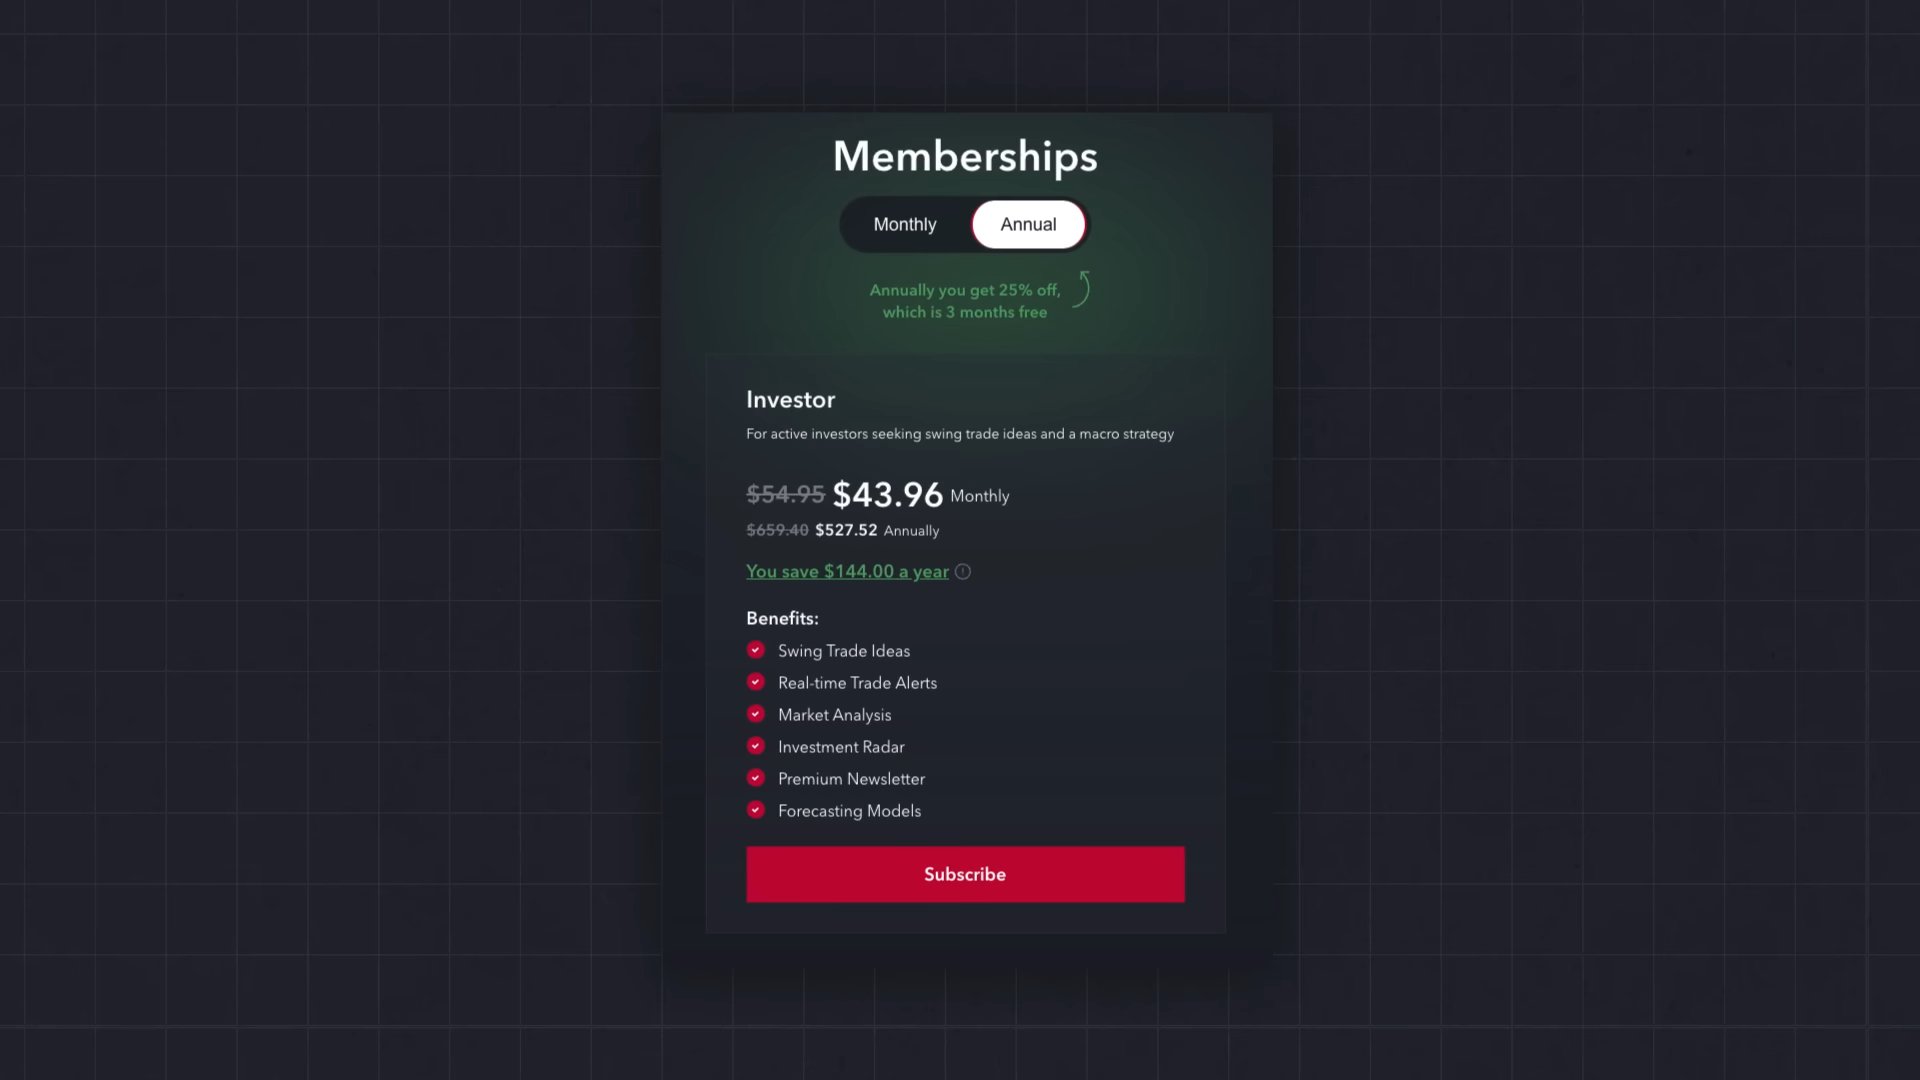 Memberships
Monthly Annual
Annually you get 25% off,
which is 3 months free
Investor
For active investors seeking swing trade ideas and a macro strategy
$54.95 $43.96 Monthly
$659.40 $527.52 Annually
You save $144.00 a year
Benefits:
Swing Trade Ideas
Real-time Trade Alerts
Market Analysis
Investment Radar
Premium Newsletter
Forecasting Models
Subscribe